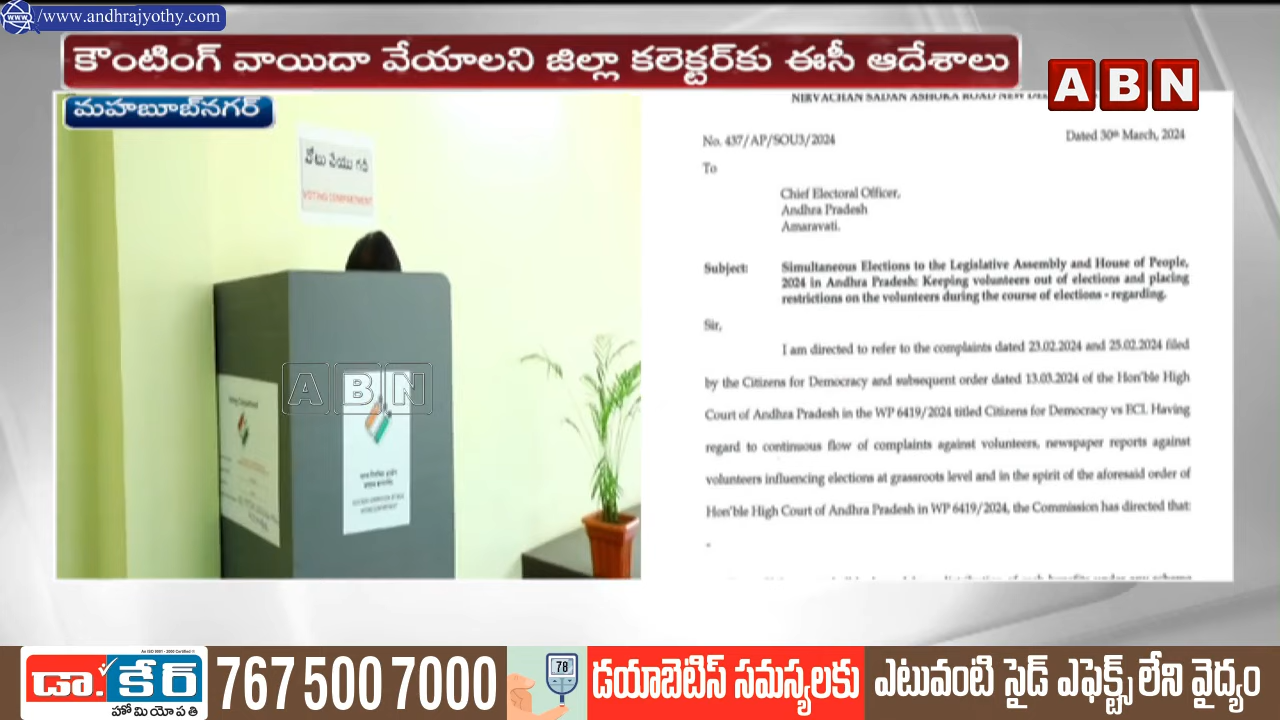 www.andhrajyothy.com
కౌంటింగ్ వాయిదా వేయాలని జిల్లా కలెక్టర్‌కు ఈసీ ఆదేశాలు
మహబూబ్‌నగర్
ABN
ఓటు వేయు గది
VOTING COMPARTMENT
ABN
NIRVACHAN SADAN ASHOKA ROAD NEW
No. 437/AP/SOU3/2024
Dated 30th March, 2024
To
Chief Electoral Officer,
Andhra Pradesh
Amaravati.
Subject: Simultaneous Elections to the Legislative Assembly and House of People,
2024 in Andhra Pradesh: Keeping volunteers out of elections and placing
restrictions on the volunteers during the course of elections - regarding.
Sir,
I am directed to refer to the complaints dated 23.02.2024 and 25.02.2024 filed
by the Citizens for Democracy and subsequent order dated 13.03.2024 of the Hon'ble High
Court of Andhra Pradesh in the WP 6419/2024 titled Citizens for Democracy vs ECI. Having
regard to continuous flow of complaints against volunteers, newspaper reports against
volunteers influencing elections at grassroots level and in the spirit of the aforesaid order of
Hon'ble High Court of Andhra Pradesh in WP 6419/2024, the Commission has directed that:
-
An ISO 9001 : 2000 Certified Co
డా. కేర్
హోమియోపతి
767 500 7000
78
డయాబెటిస్ సమస్యలకు
ఎటువంటి సైడ్ ఎఫెక్ట్స్ లేని వైద్యం